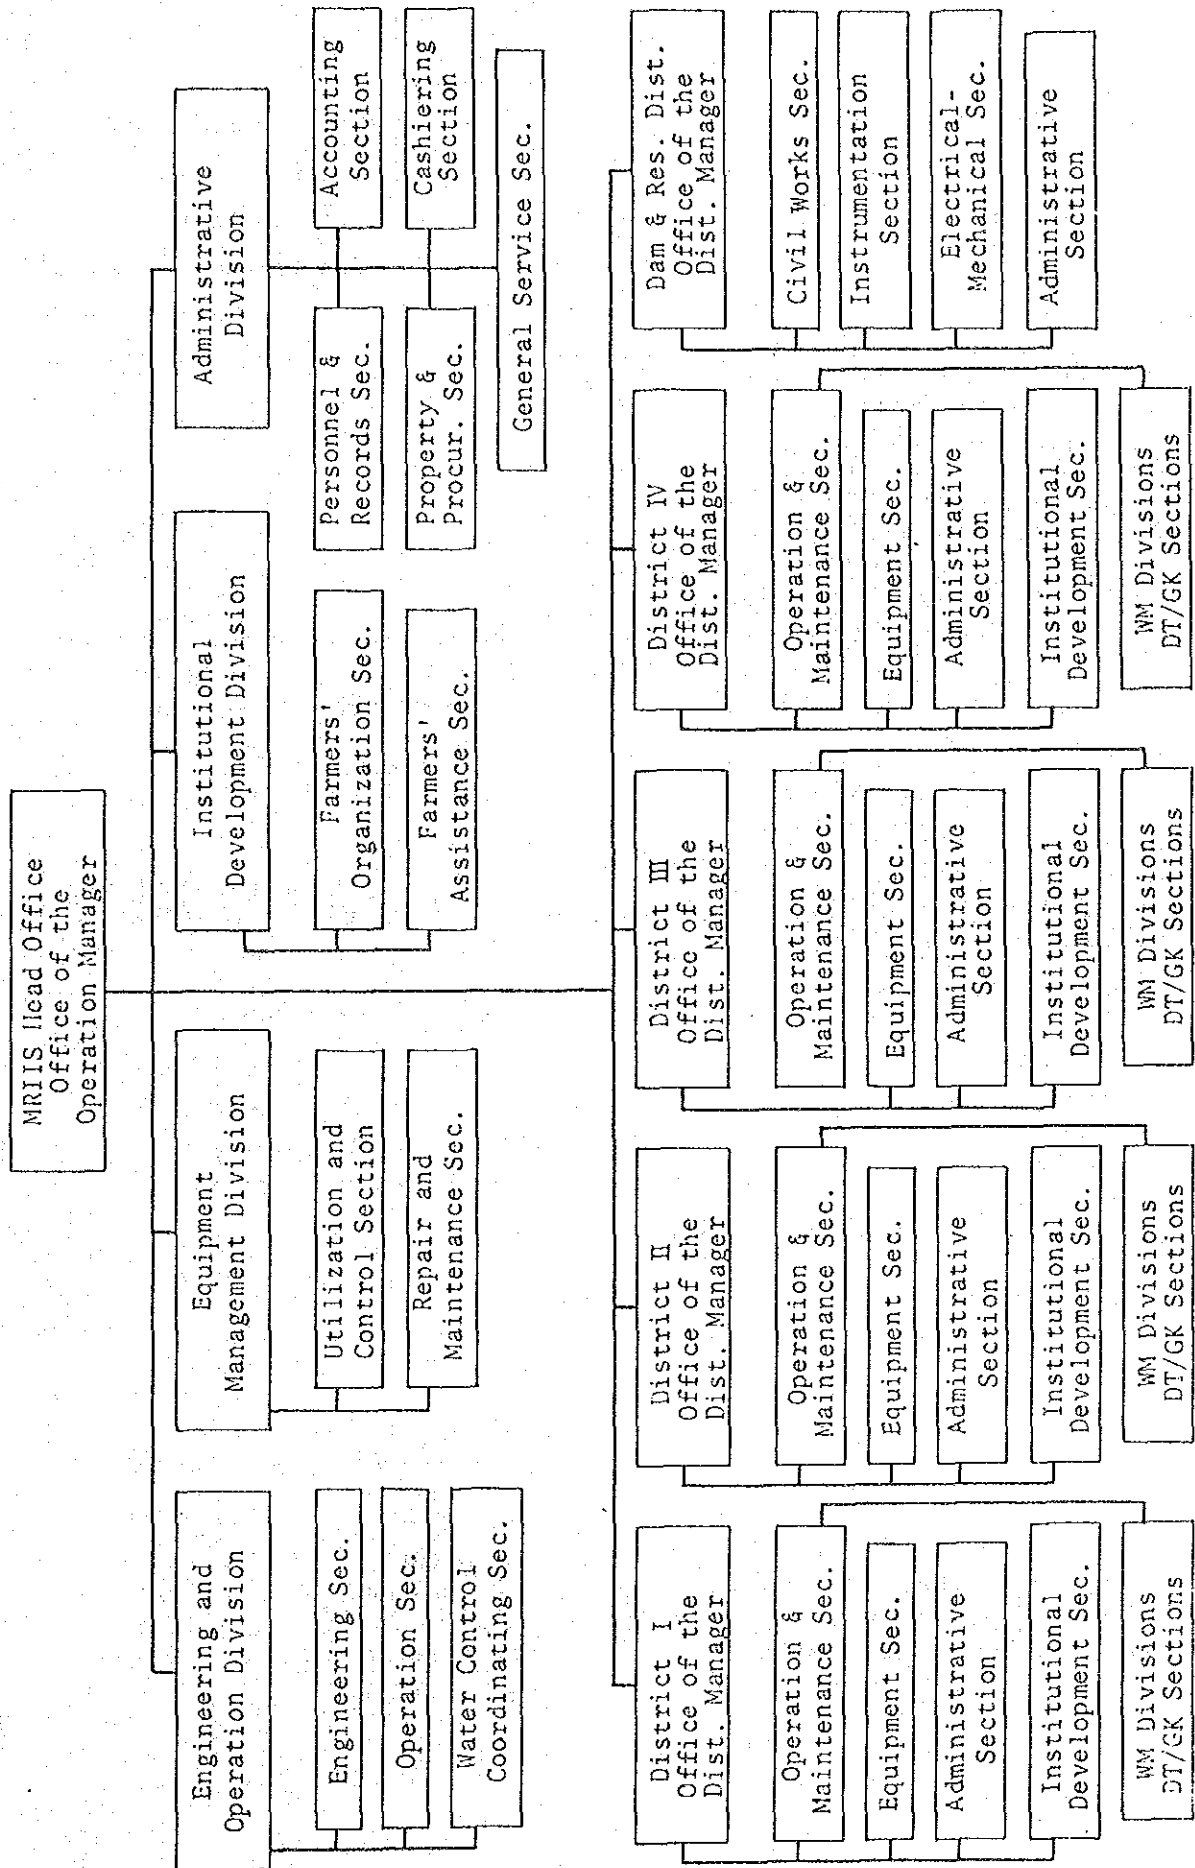 MRIIS Head Office
Office of the
Operation Manager
Engineering and
Operation Division
Engineering Sec.
Operation Sec.
Water Control
Coordinating Sec.
Equipment
Management Division
Utilization and
Control Section
Repair and
Maintenance Sec.
Institutional
Development Division
Farmers'
Organization Sec.
Farmers'
Assistance Sec.
Administrative
Division
Personnel &
Records Sec.
Accounting
Section
Property &
Procur. Sec.
Cashiering
Section
General Service Sec.
District I
Office of the
Dist. Manager
Operation &
Maintenance Sec.
Equipment Sec.
Administrative
Section
Institutional
Development Sec.
WM Divisions
DT/GK Sections
District II
Office of the
Dist. Manager
Operation &
Maintenance Sec.
Equipment Sec.
Administrative
Section
Institutional
Development Sec.
WM Divisions
DT/GK Sections
District III
Office of the
Dist. Manager
Operation &
Maintenance Sec.
Equipment Sec.
Administrative
Section
Institutional
Development Sec.
WM Divisions
DT/GK Sections
District IV
Office of the
Dist. Manager
Operation &
Maintenance Sec.
Equipment Sec.
Administrative
Section
Institutional
Development Sec.
WM Divisions
DT/GK Sections
Dam & Res. Dist.
Office of the
Dist. Manager
Civil Works Sec.
Instrumentation
Section
Electrical-
Mechanical Sec.
Administrative
Section